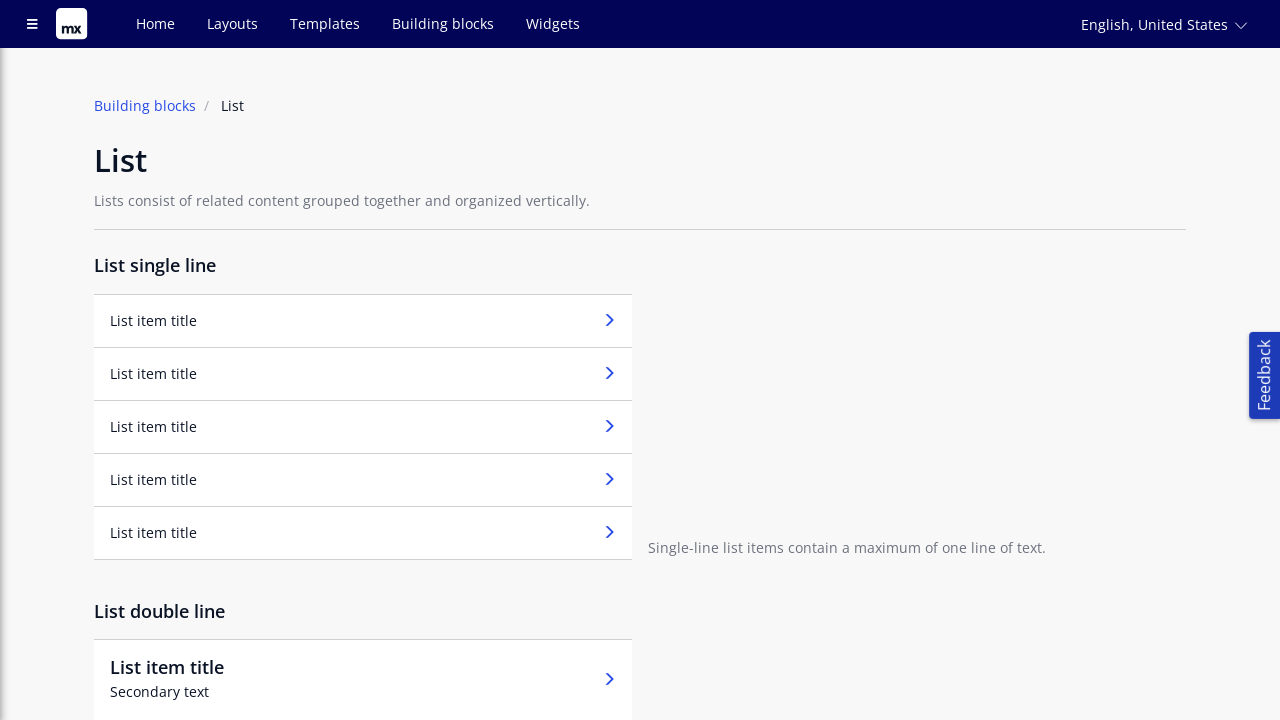 mx
Home
Layouts
Templates
Building blocks
Widgets
English, United States
Building blocks / List
List
Lists consist of related content grouped together and organized vertically.
List single line
List item title
List item title
List item title
List item title
List item title
Single-line list items contain a maximum of one line of text.
List double line
List item title
Secondary text
Feedback